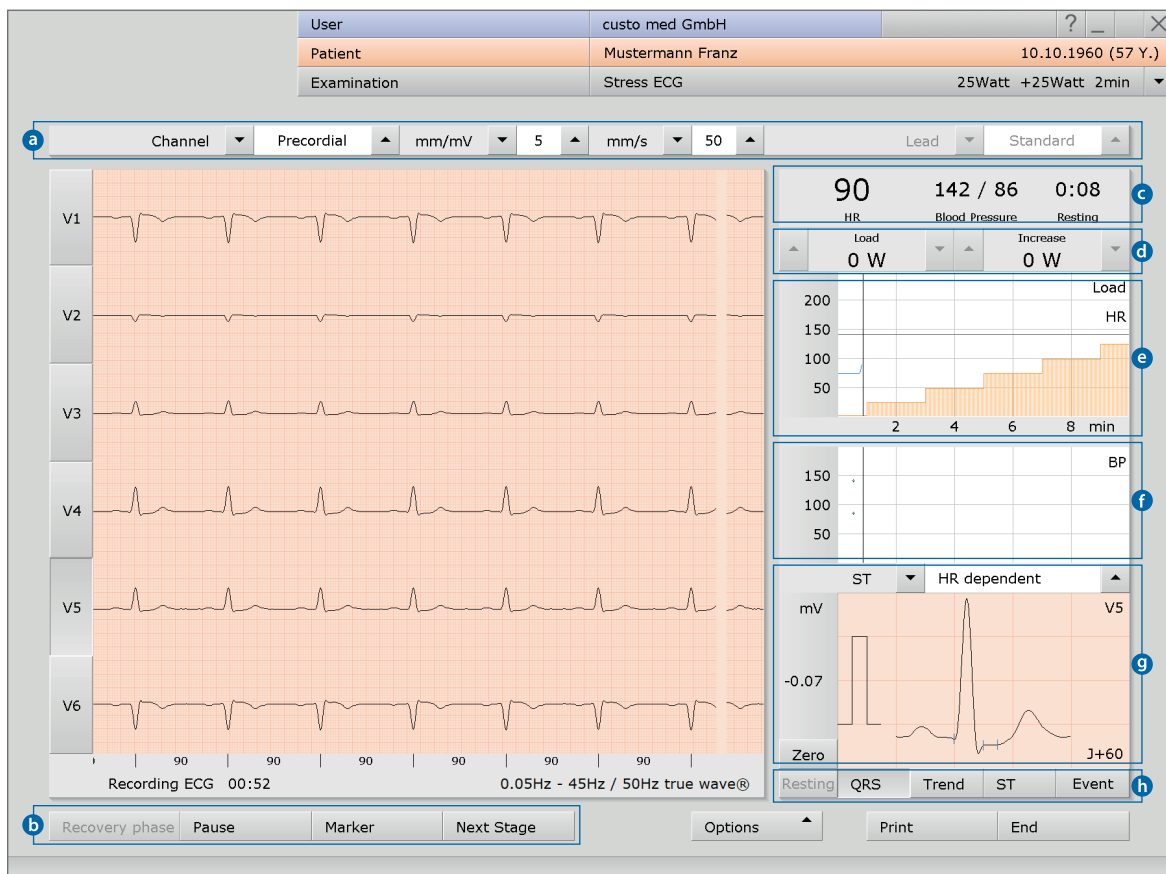 User custo med GmbH ?
Patient Mustermann Franz 10.10.1960 (57 Y.)
Examination Stress ECG 25Watt +25Watt 2min
a
Channel Precordial mm/mV 5 mm/s 50 Lead Standard
V1
V2
V3
V4
V5
V6
90 90 90 90 90 90
Recording ECG 00:52 0.05Hz - 45Hz / 50Hz true wave®
90 142 / 86 0:08
HR Blood Pressure Resting
c
Load Increase
0 W 0 W
d
Load
HR
200
150
100
50
2 4 6 8 min
e
BP
150
100
50
f
ST HR dependent
mV V5
-0.07
Zero J+60
g
Resting QRS Trend ST Event
h
b
Recovery phase Pause Marker Next Stage Options Print End